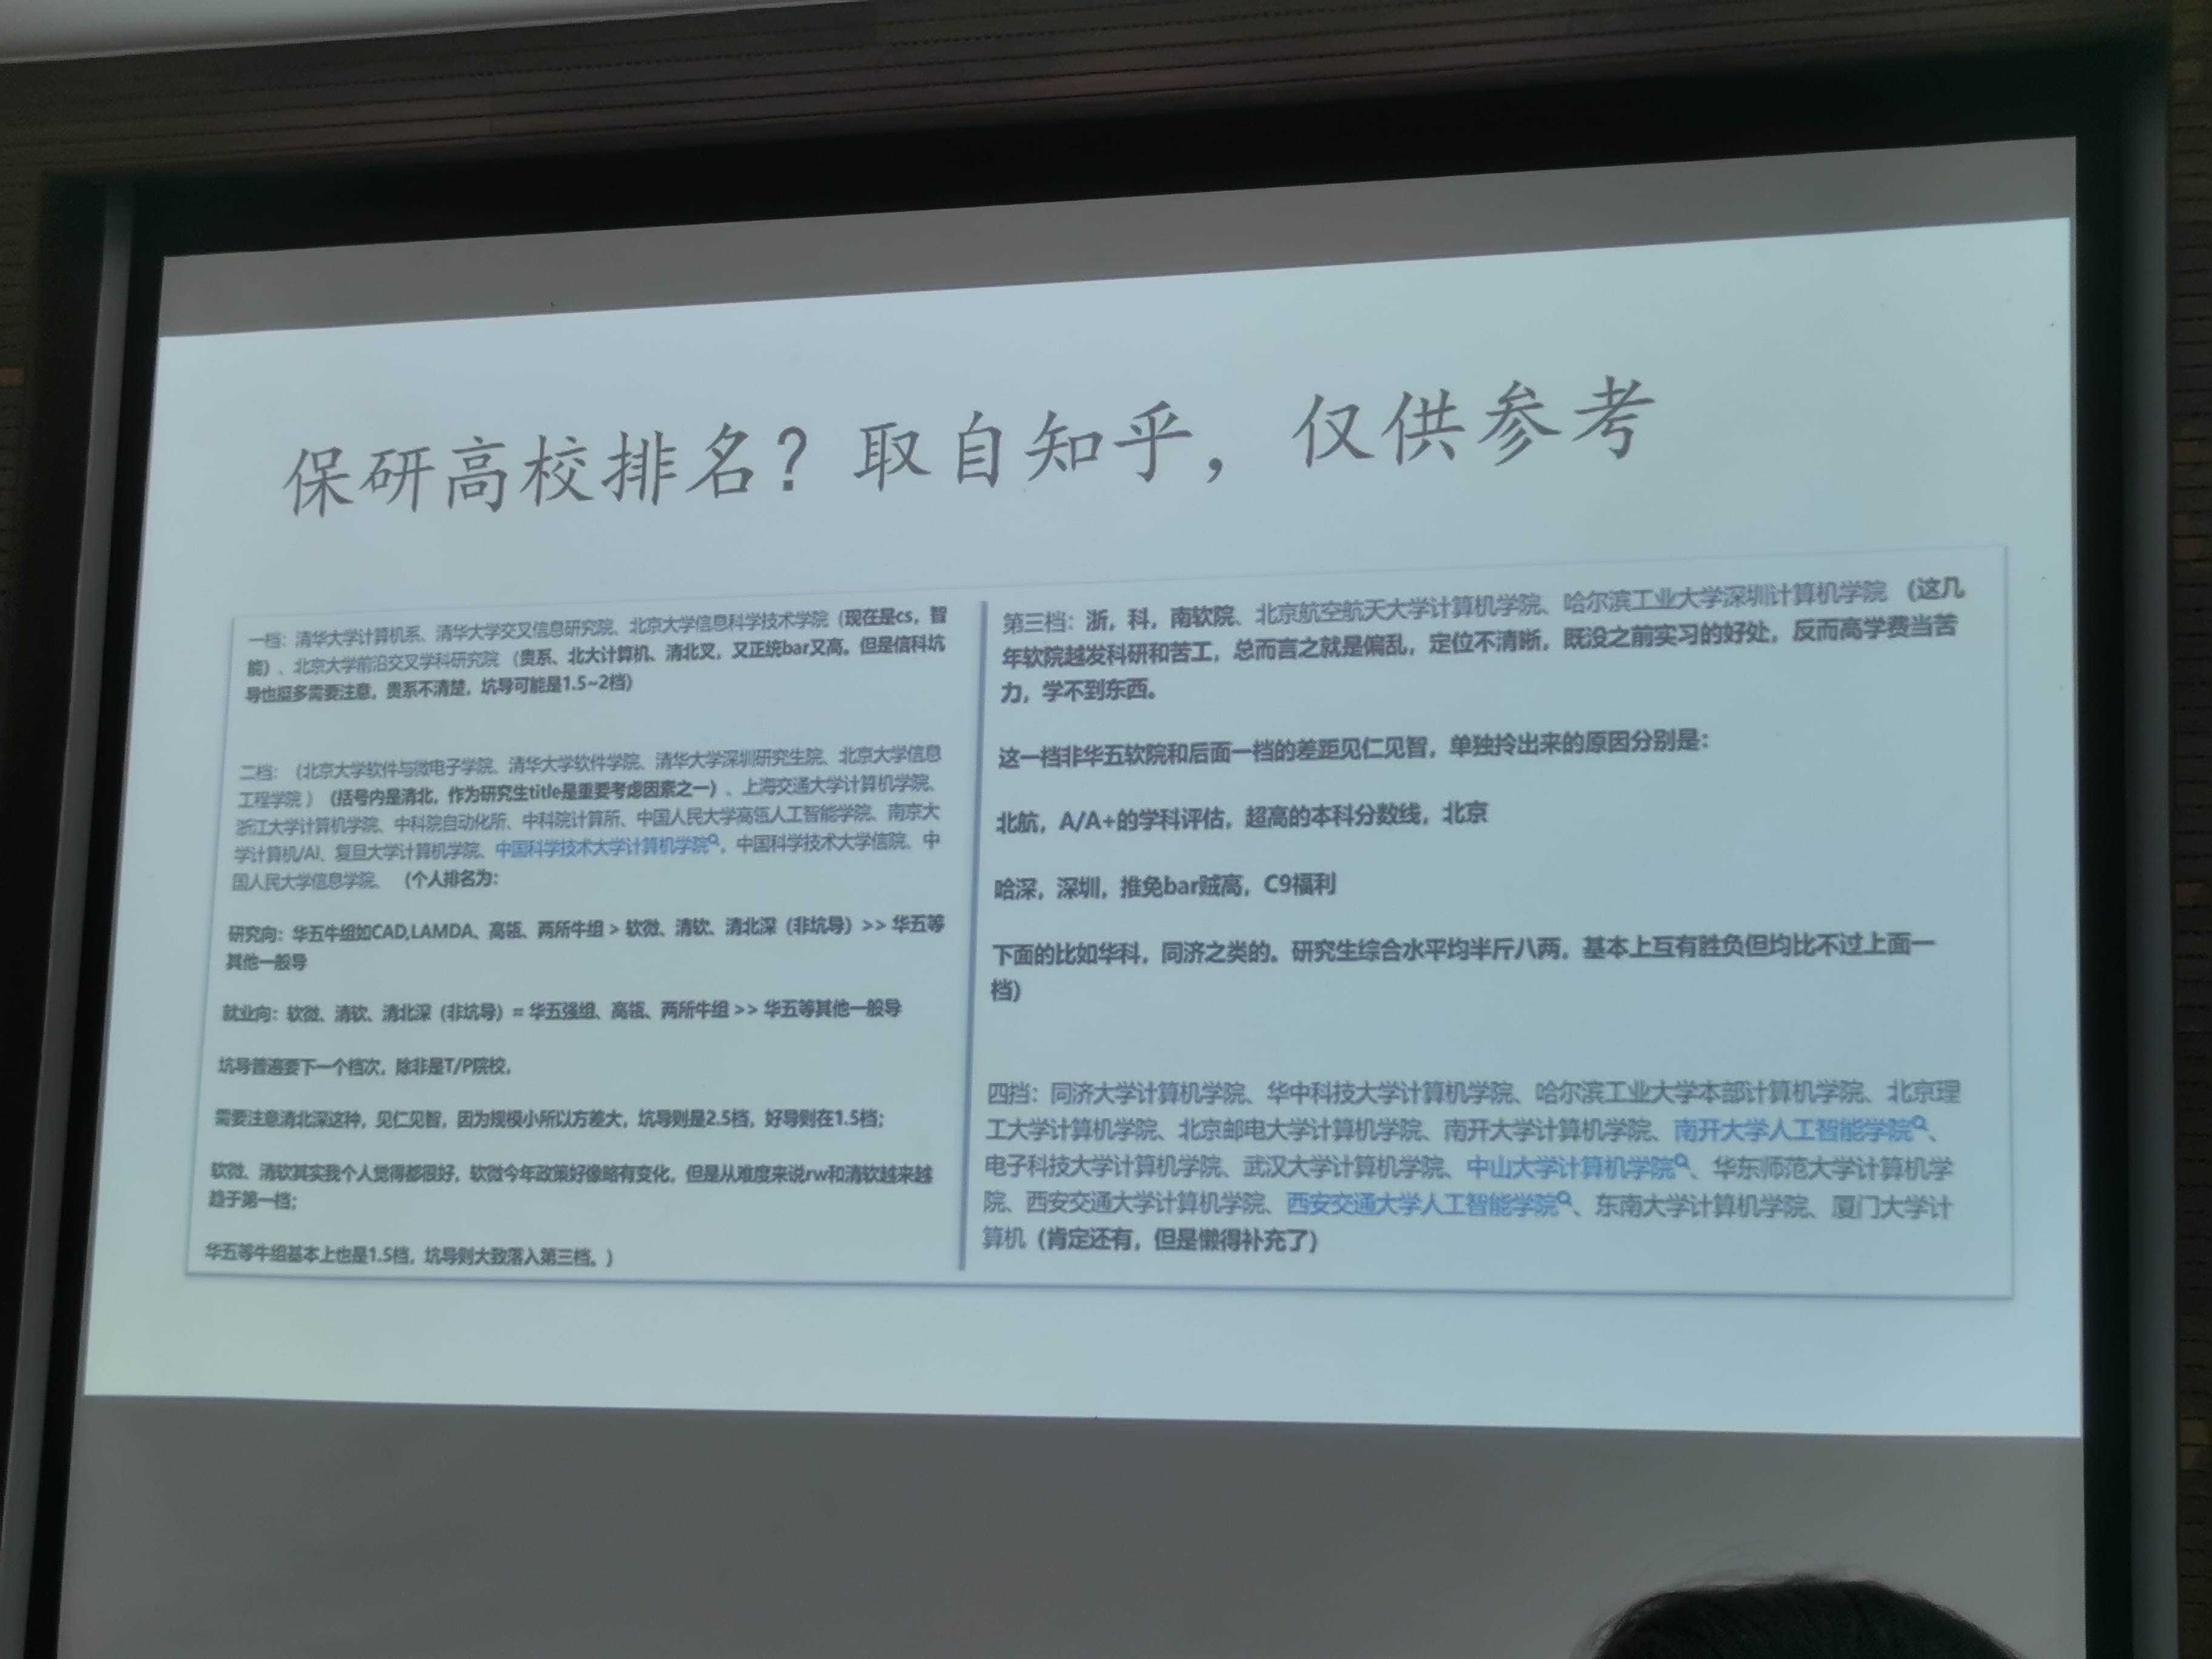 保研高校排名？取自知乎，仅供参考
一档：清华大学计算机系、清华大学交叉信息研究院、北京大学信息科学技术学院（现在是cs，智
能）、北京大学前沿交叉学科研究院 （贵系、北大计算机、清北叉，又正统bar又高。但是信科坑
导也挺多需要注意，贵系不清楚，坑导可能是1.5~2档）
二档：（北京大学软件与微电子学院、清华大学软件学院、清华大学深圳研究生院、北京大学信息
工程学院 ）（括号内是清北，作为研究生title是重要考虑因素之一）、上海交通大学计算机学院、
浙江大学计算机学院、中科院自动化所、中科院计算所、中国人民大学高瓴人工智能学院、南京大
学计算机/AI、复旦大学计算机学院、中国科学技术大学计算机学院，中国科学技术大学信院、中
国人民大学信息学院、 （个人排名为：
研究向：华五牛组如CAD,LAMDA、高瓴、两所牛组 > 软微、清软、清北深（非坑导）>> 华五等
其他一般导
就业向：软微、清软、清北深（非坑导）≈ 华五强组、高瓴、两所牛组 >> 华五等其他一般导
坑导普遍要下一个档次，除非是T/P院校，
需要注意清北深这种，见仁见智，因为规模小所以方差大，坑导则是2.5档，好导则在1.5档；
软微、清软其实我个人觉得都很好，软微今年政策好像略有变化，但是从难度来说rw和清软越来越
趋于第一档；
华五等牛组基本上也是1.5档，坑导则大致落入第三档。）
第三档：浙，科，南软院、北京航空航天大学计算机学院、哈尔滨工业大学深圳计算机学院 （这几
年软院越发科研和苦工，总而言之就是偏乱，定位不清晰，既没之前实习的好处，反而高学费当苦
力，学不到东西。
这一档非华五软院和后面一档的差距见仁见智，单独拎出来的原因分别是：
北航，A/A+的学科评估，超高的本科分数线，北京
哈深，深圳，推免bar贼高，C9福利
下面的比如华科，同济之类的。研究生综合水平均半斤八两，基本上互有胜负但均比不过上面一
档）
四挡：同济大学计算机学院、华中科技大学计算机学院、哈尔滨工业大学本部计算机学院、北京理
工大学计算机学院、北京邮电大学计算机学院、南开大学计算机学院、南开大学人工智能学院、
电子科技大学计算机学院、武汉大学计算机学院、中山大学计算机学院、华东师范大学计算机学
院、西安交通大学计算机学院、西安交通大学人工智能学院、东南大学计算机学院、厦门大学计
算机（肯定还有，但是懒得补充了）